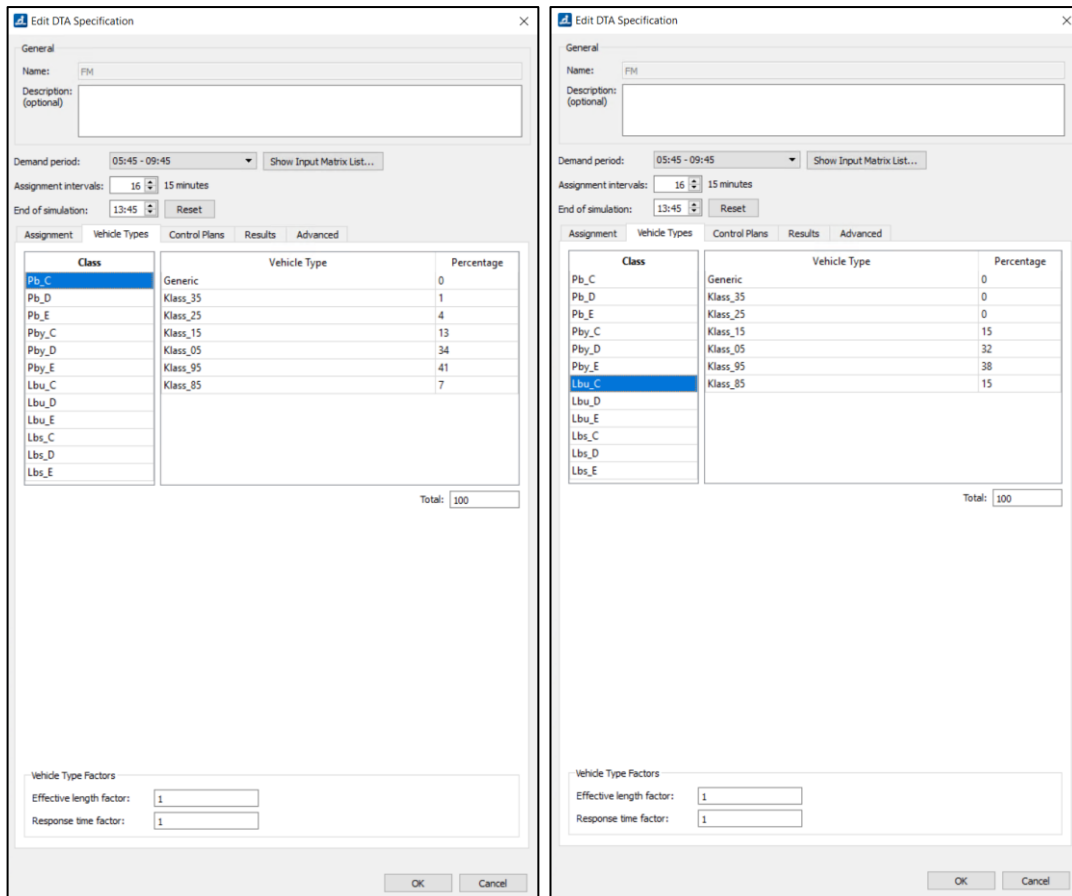 Edit DTA Specification
General
Name: FM
Description:
(optional)
Demand period: 05:45 - 09:45 Show Input Matrix List...
Assignment intervals: 16 15 minutes
End of simulation: 13:45 Reset
Assignment Vehicle Types Control Plans Results Advanced
Class Vehicle Type Percentage
Pb_C Generic 0
Pb_D Klass_35 1
Pb_E Klass_25 4
Pby_C Klass_15 13
Pby_D Klass_05 34
Pby_E Klass_95 41
Lbu_C Klass_85 7
Lbu_D
Lbu_E
Lbs_C
Lbs_D
Lbs_E
Total: 100
Vehicle Type Factors
Effective length factor: 1
Response time factor: 1
OK Cancel
Edit DTA Specification
General
Name: FM
Description:
(optional)
Demand period: 05:45 - 09:45 Show Input Matrix List...
Assignment intervals: 16 15 minutes
End of simulation: 13:45 Reset
Assignment Vehicle Types Control Plans Results Advanced
Class Vehicle Type Percentage
Pb_C Generic 0
Pb_D Klass_35 0
Pb_E Klass_25 0
Pby_C Klass_15 15
Pby_D Klass_05 32
Pby_E Klass_95 38
Lbu_C Klass_85 15
Lbu_D
Lbu_E
Lbs_C
Lbs_D
Lbs_E
Total: 100
Vehicle Type Factors
Effective length factor: 1
Response time factor: 1
OK Cancel